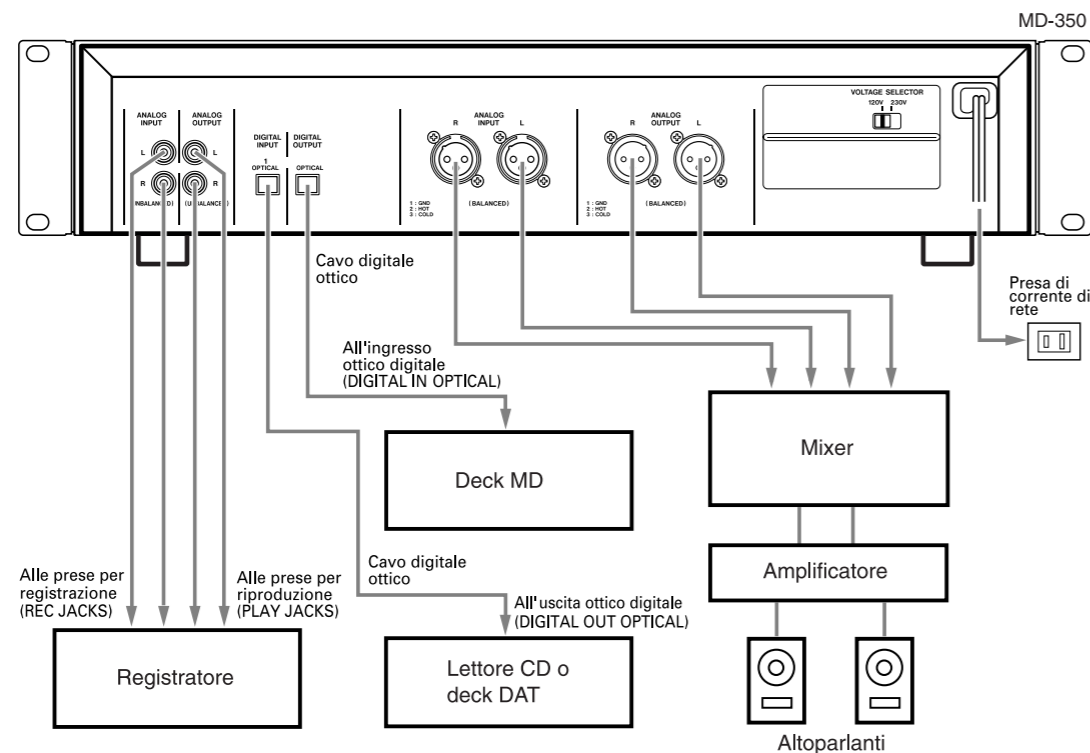 MD-350
VOLTAGE SELECTOR
120V 230V
ANALOG
INPUT
ANALOG
OUTPUT
L
L
R
R
DIGITAL
INPUT
DIGITAL
OUTPUT
1
OPTICAL
OPTICAL
R
ANALOG
INPUT
L
1 : GND
2 : HOT
3 : COLD
(BALANCED)
R
ANALOG
OUTPUT
L
1 : GND
2 : HOT
3 : COLD
(BALANCED)
Cavo digitale
ottico
Presa di
corrente di
rete
All'ingresso
ottico digitale
(DIGITAL IN OPTICAL)
Deck MD
Mixer
Cavo digitale
ottico
Amplificatore
Alle prese per
registrazione
(REC JACKS)
Alle prese per
riproduzione
(PLAY JACKS)
All'uscita ottico digitale
(DIGITAL OUT OPTICAL)
Registratore
Lettore CD o
deck DAT
Altoparlanti